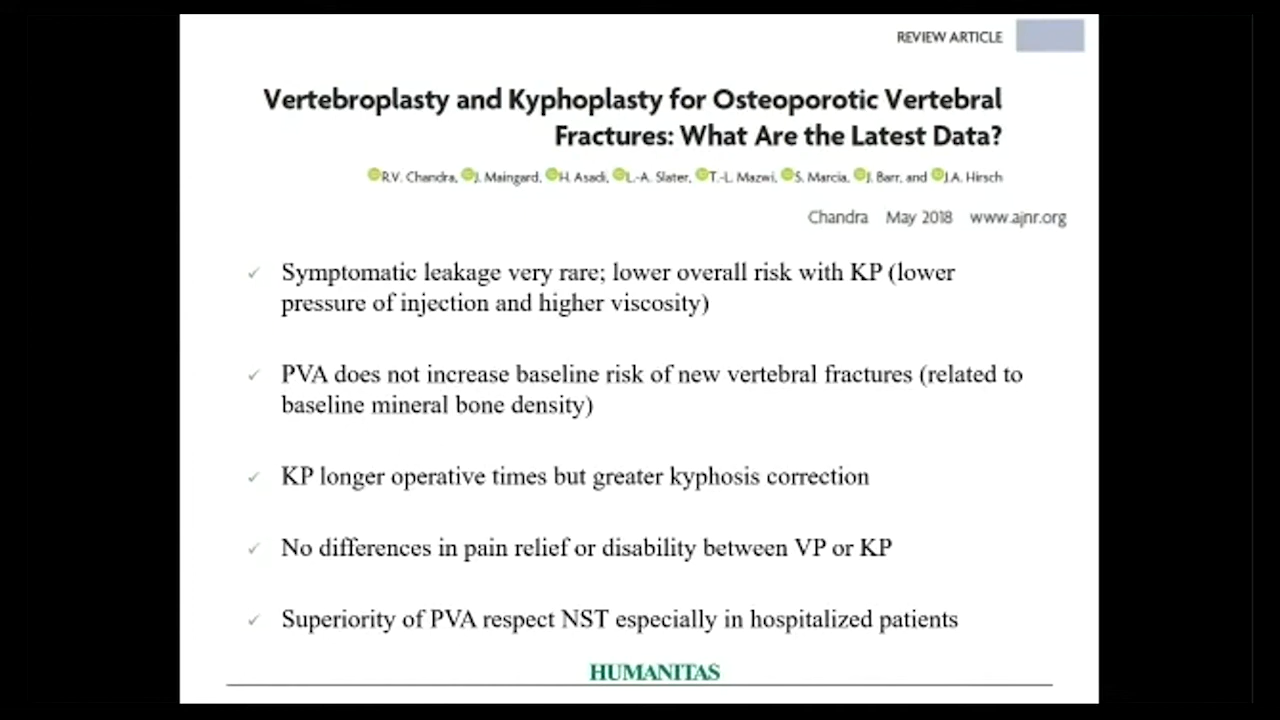 REVIEW ARTICLE
Vertebroplasty and Kyphoplasty for Osteoporotic Vertebral
Fractures: What Are the Latest Data?
R.V. Chandra, J. Maingard, H. Asadi, L.-A. Slater, T.-L. Mazwi, S. Marcia, J. Barr, and J.A. Hirsch
Chandra May 2018 www.ajnr.org
✓ Symptomatic leakage very rare; lower overall risk with KP (lower
pressure of injection and higher viscosity)
✓ PVA does not increase baseline risk of new vertebral fractures (related to
baseline mineral bone density)
✓ KP longer operative times but greater kyphosis correction
✓ No differences in pain relief or disability between VP or KP
✓ Superiority of PVA respect NST especially in hospitalized patients
HUMANITAS